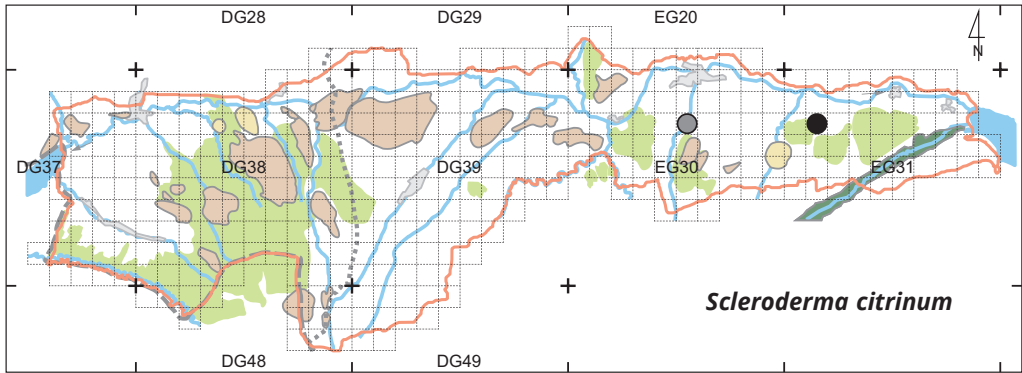 DG28 DG29 EG20
N
DG37 DG38 DG39 EG30 EG31
Scleroderma citrinum
DG48 DG49